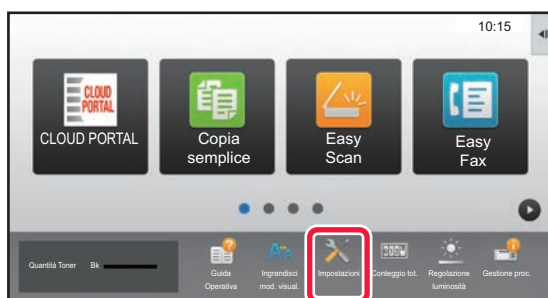 10:15
CLOUD
PORTAL
CLOUD PORTAL
Copia
semplice
Easy
Scan
Easy
Fax
Quantità Toner Bk
Guida
Operativa
Ingrandisci
mod. visual.
Impostazioni
Conteggio tot.
Regolazione
luminosità
Gestione proc.